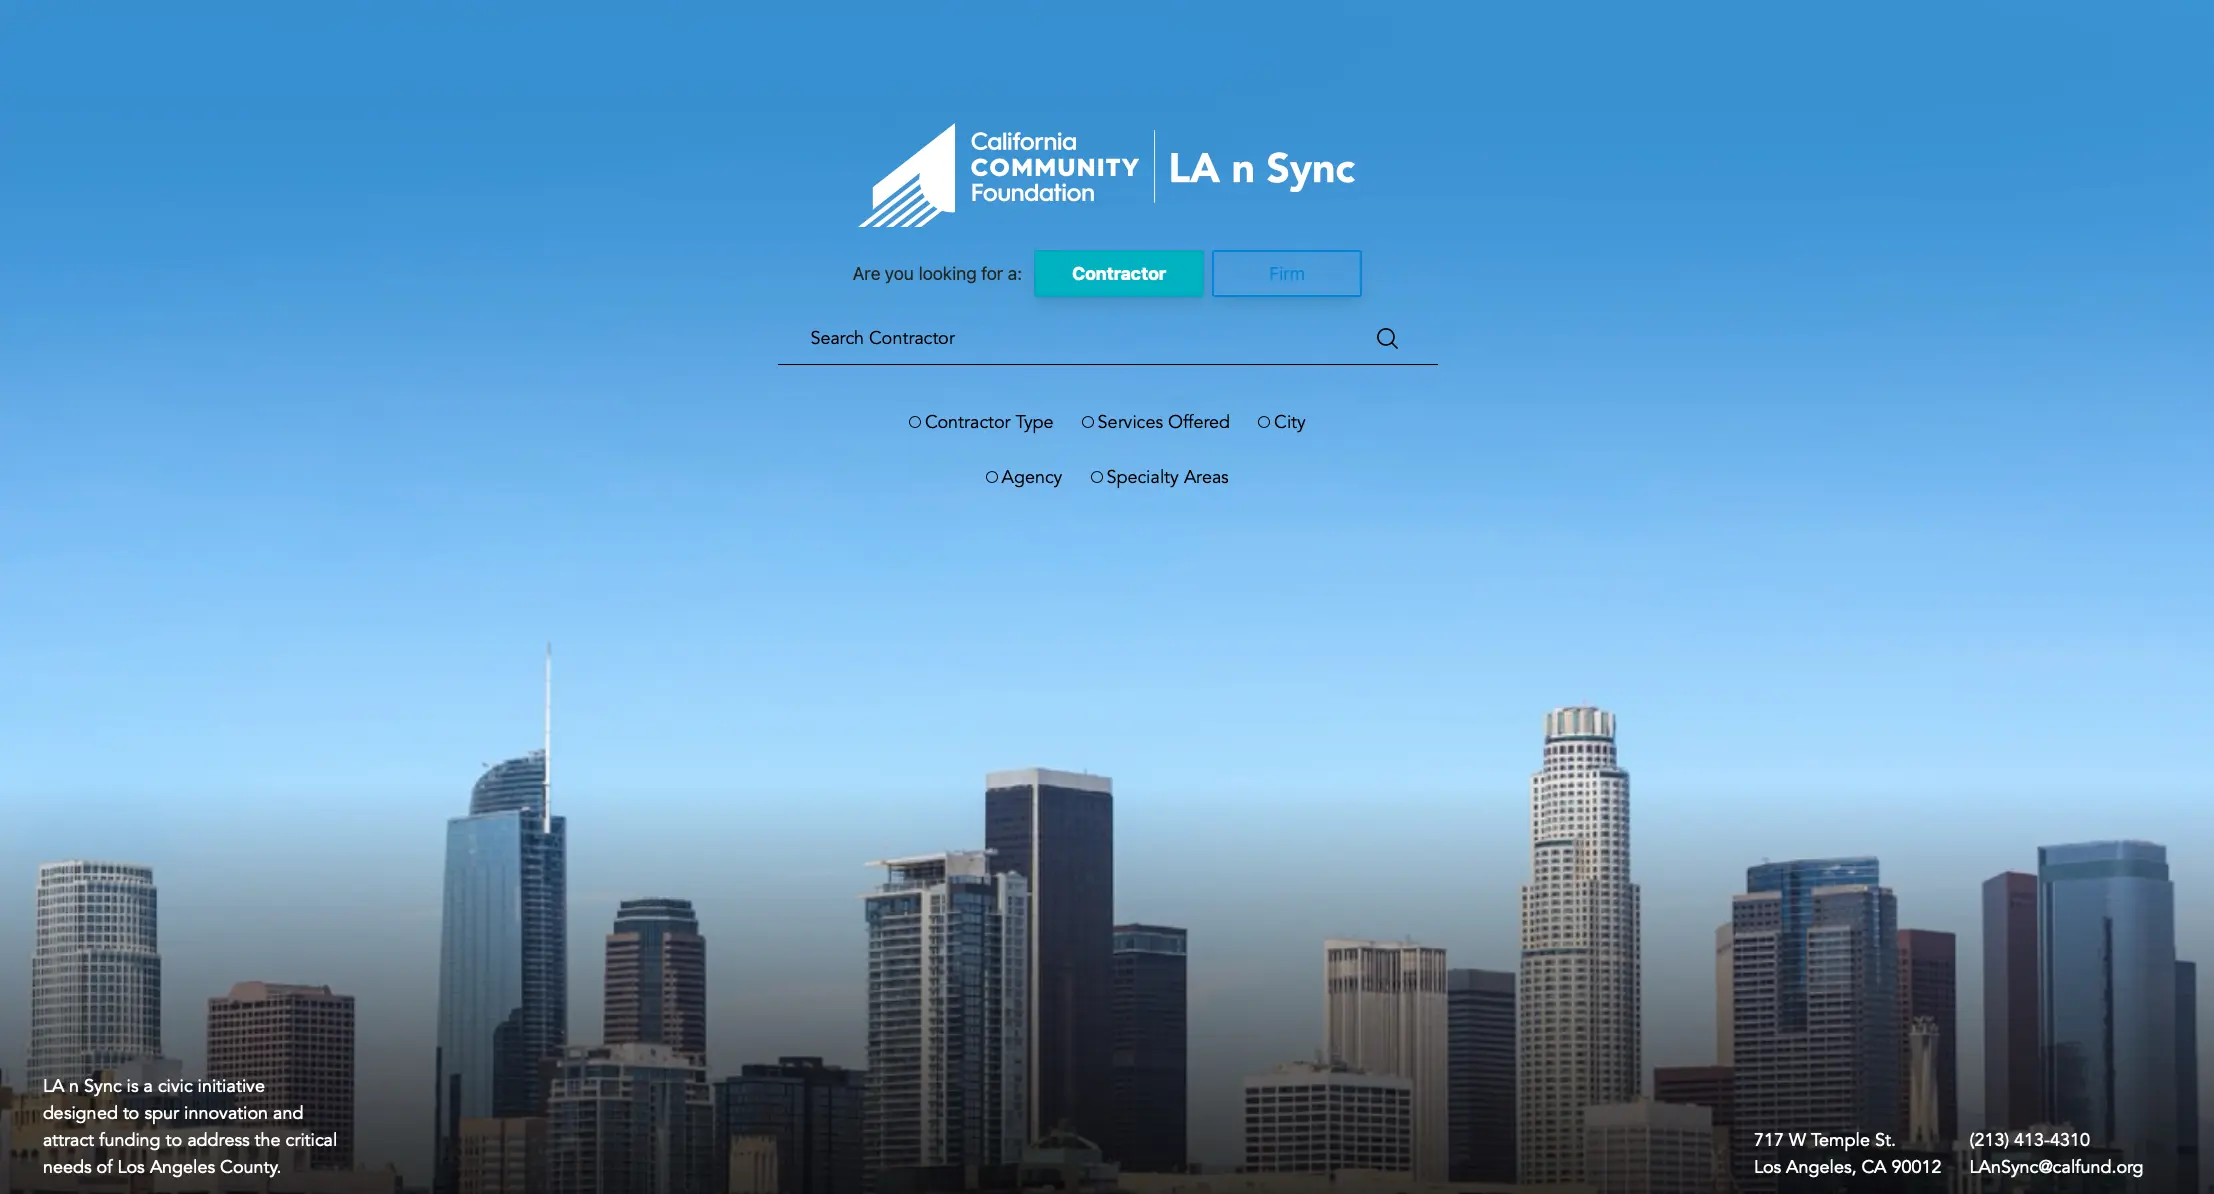 California
COMMUNITY
Foundation
LA n Sync
Are you looking for a: Contractor Firm
Search Contractor
Contractor Type Services Offered City
Agency Specialty Areas
LA n Sync is a civic initiative
designed to spur innovation and
attract funding to address the critical
needs of Los Angeles County.
717 W Temple St.
Los Angeles, CA 90012
(213) 413-4310
LAnSync@calfund.org